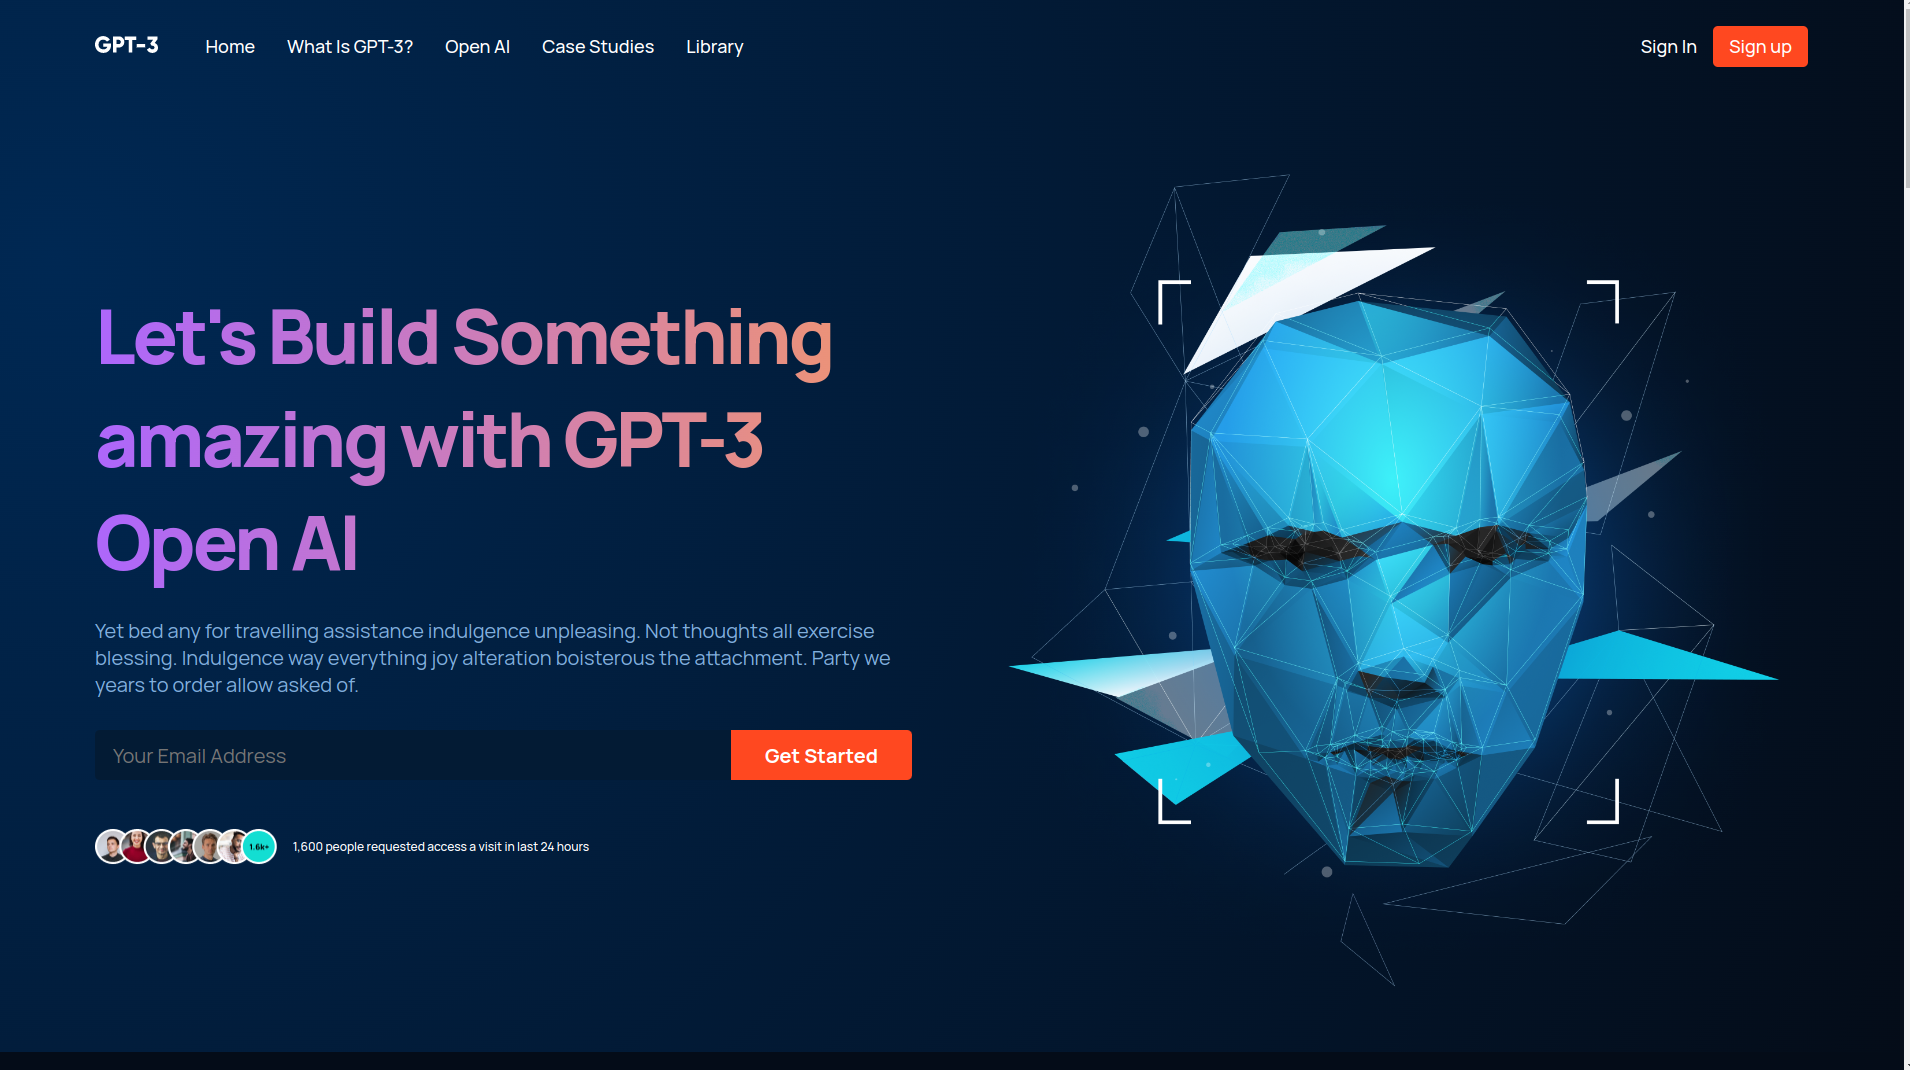 GPT-3
Home What Is GPT-3? Open AI Case Studies Library
Sign In Sign up
Let's Build Something
amazing with GPT-3
Open AI
Yet bed any for travelling assistance indulgence unpleasing. Not thoughts all exercise
blessing. Indulgence way everything joy alteration boisterous the attachment. Party we
years to order allow asked of.
Your Email Address
Get Started
1.6k+
1,600 people requested access a visit in last 24 hours